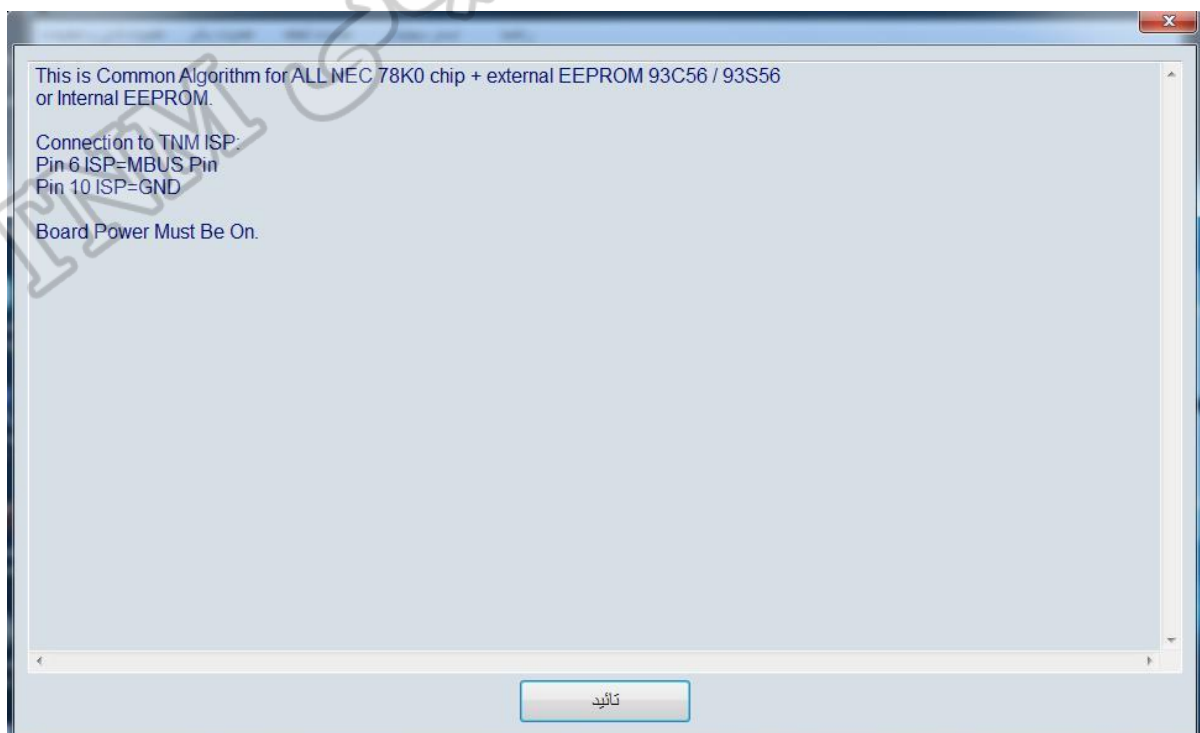 This is Common Algorithm for ALL NEC 78K0 chip + external EEPROM 93C56 / 93S56
or Internal EEPROM.
Connection to TNM ISP:
Pin 6 ISP=MBUS Pin
Pin 10 ISP=GND
Board Power Must Be On.
تائید
TNM